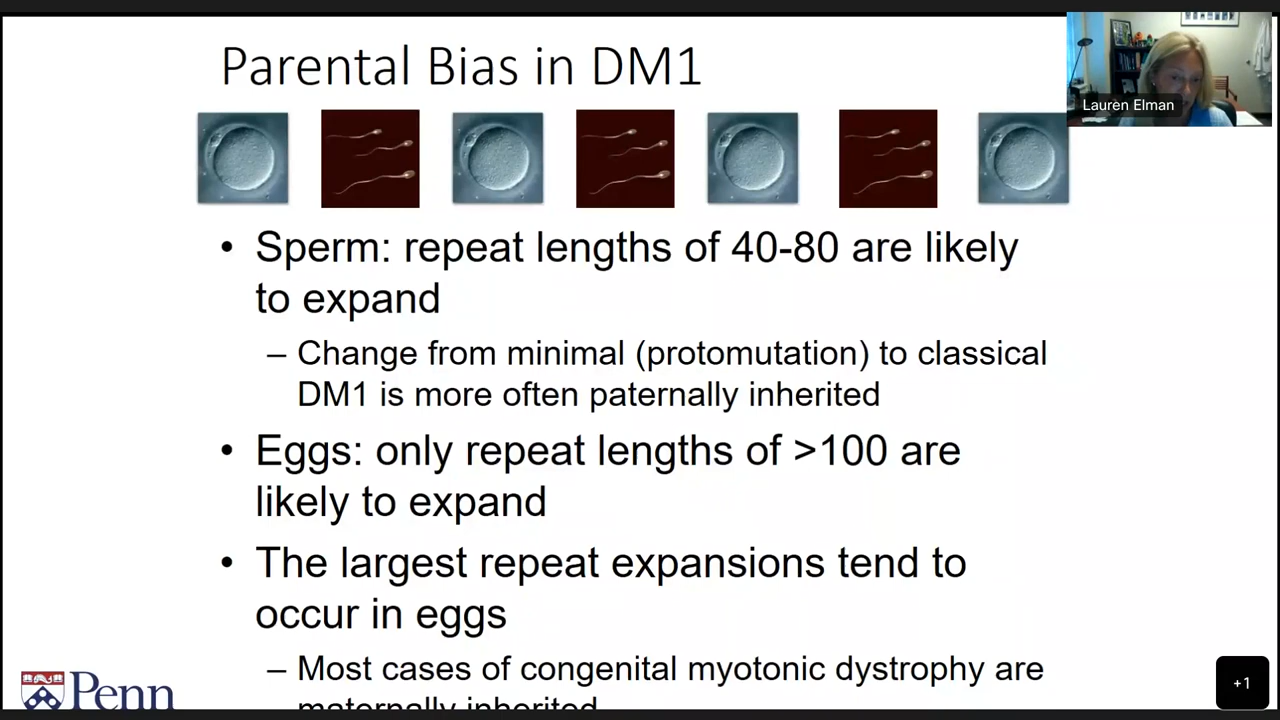 Parental Bias in DM1
Lauren Elman
• Sperm: repeat lengths of 40-80 are likely
to expand
– Change from minimal (protomutation) to classical
DM1 is more often paternally inherited
• Eggs: only repeat lengths of >100 are
likely to expand
• The largest repeat expansions tend to
occur in eggs
– Most cases of congenital myotonic dystrophy are
maternally inherited
Penn
+1